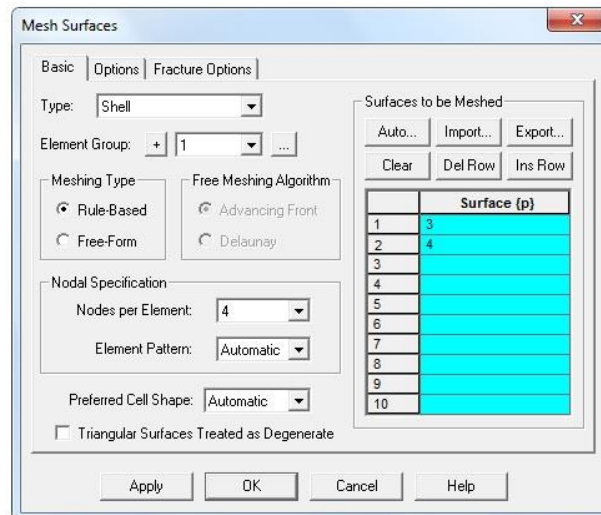 Mesh Surfaces
Basic Options Fracture Options
Type: Shell
Element Group: + 1 ...
Meshing Type
Rule-Based
Free-Form
Free Meshing Algorithm
Advancing Front
Delaunay
Nodal Specification
Nodes per Element: 4
Element Pattern: Automatic
Preferred Cell Shape: Automatic
Triangular Surfaces Treated as Degenerate
Surfaces to be Meshed
Auto... Import... Export...
Clear Del Row Ins Row
Surface {p}
1 3
2 4
3
4
5
6
7
8
9
10
Apply OK Cancel Help